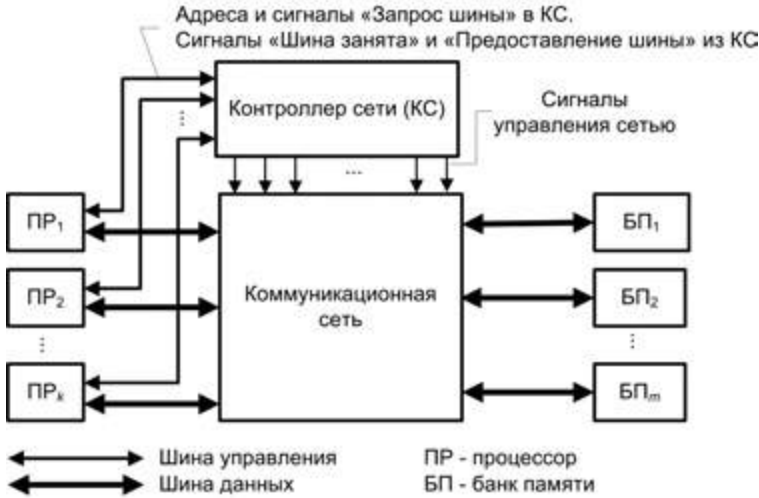 Адреса и сигналы «Запрос шины» в КС.
Сигналы «Шина занята» и «Предоставление шины» из КС
Контроллер сети (КС)
Сигналы
управления сетью
...
...
ПР1
БП1
ПР2
Коммуникационная
сеть
БП2
...
...
ПРk
БПm
Шина управления
ПР - процессор
Шина данных
БП - банк памяти